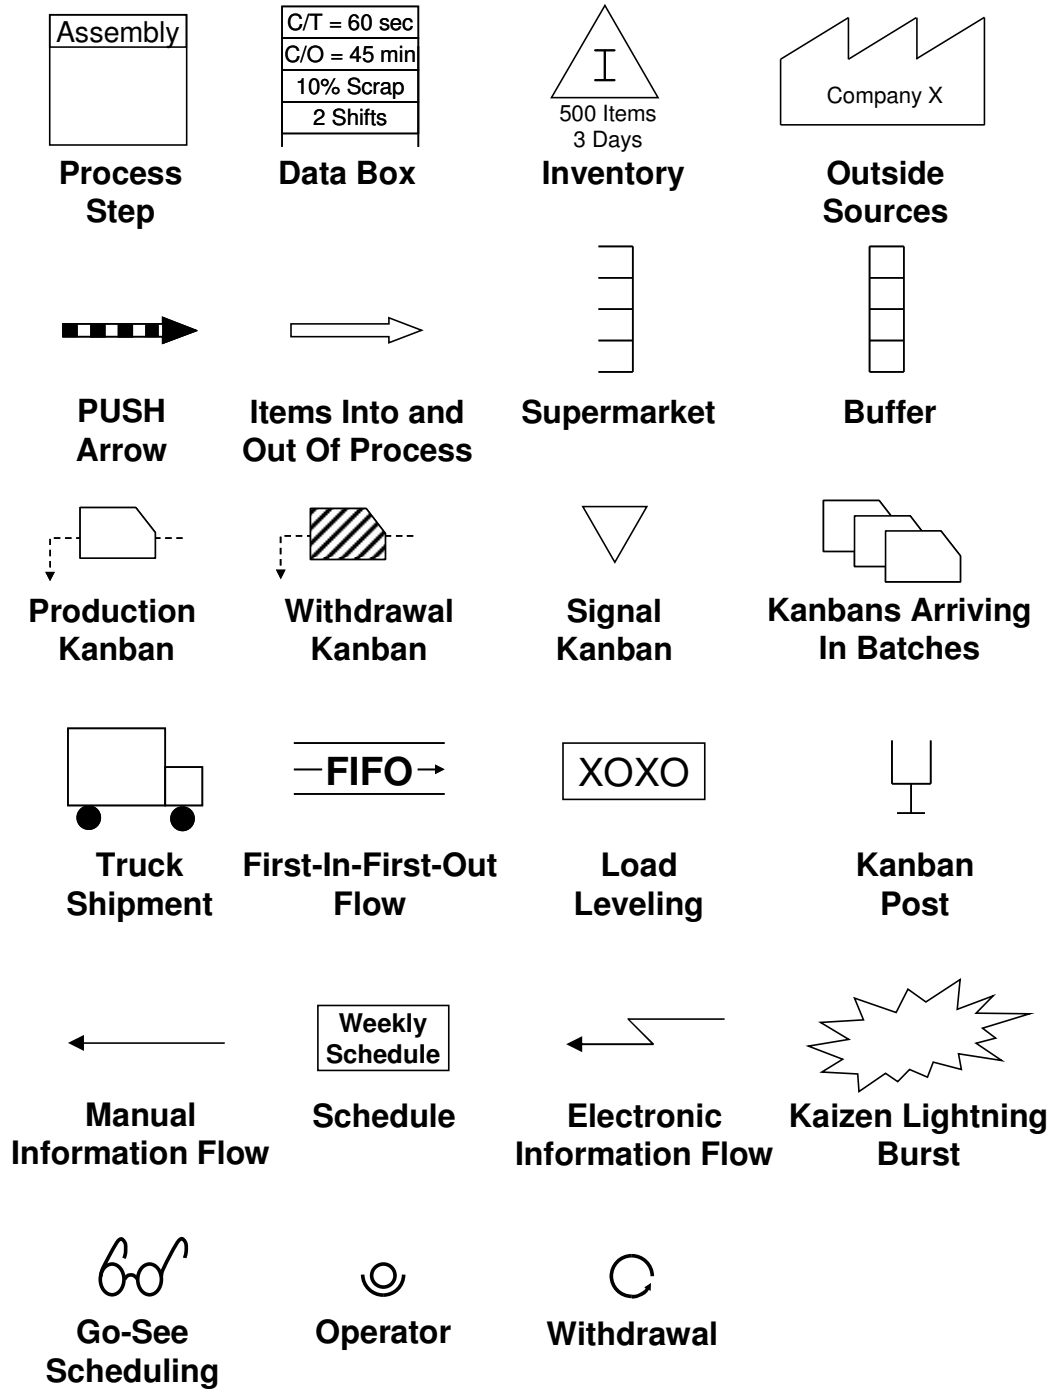 Assembly
Process
Step
C/T = 60 sec
C/O = 45 min
10% Scrap
2 Shifts
Data Box
I
500 Items
3 Days
Inventory
Company X
Outside
Sources
PUSH
Arrow
Items Into and
Out Of Process
Supermarket
Buffer
Production
Kanban
Withdrawal
Kanban
Signal
Kanban
Kanbans Arriving
In Batches
Truck
Shipment
FIFO
First-In-First-Out
Flow
XOXO
Load
Leveling
Kanban
Post
Manual
Information Flow
Weekly
Schedule
Schedule
Electronic
Information Flow
Kaizen Lightning
Burst
Go-See
Scheduling
Operator
Withdrawal